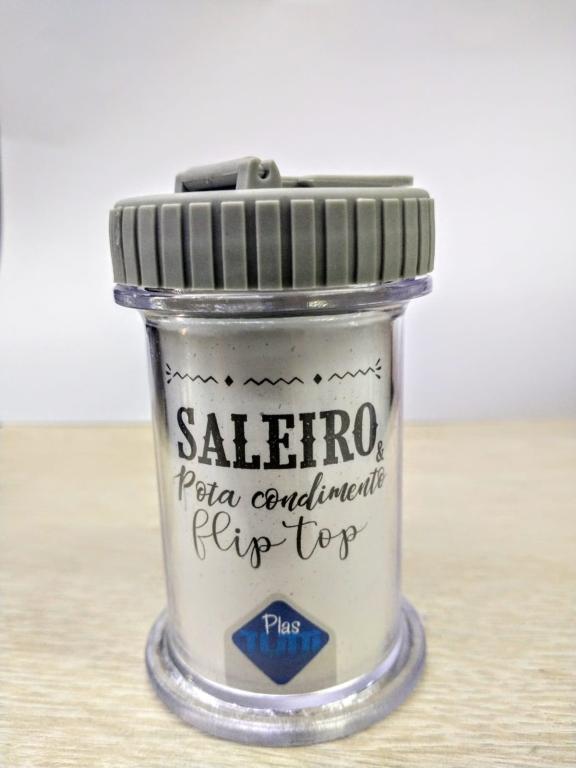 SALEIRO &
Pota condimento
flip top
Plas